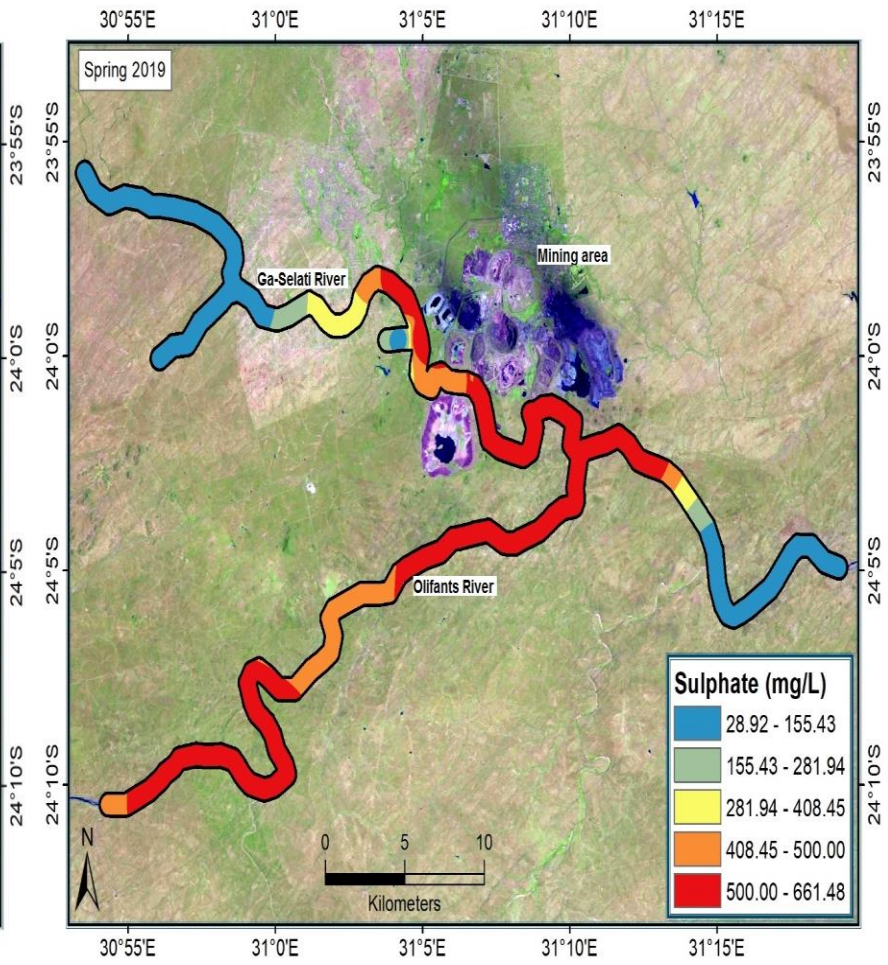 30°55'E 31°0'E 31°5'E 31°10'E 31°15'E
Spring 2019
23°55'S
23°55'S
Mining area
Ga-Selati River
24°0'S
24°0'S
24°5'S
24°5'S
Olifants River
Sulphate (mg/L)
28.92 - 155.43
155.43 - 281.94
281.94 - 408.45
408.45 - 500.00
500.00 - 661.48
24°10'S
24°10'S
N
0 5 10
Kilometers
30°55'E 31°0'E 31°5'E 31°10'E 31°15'E